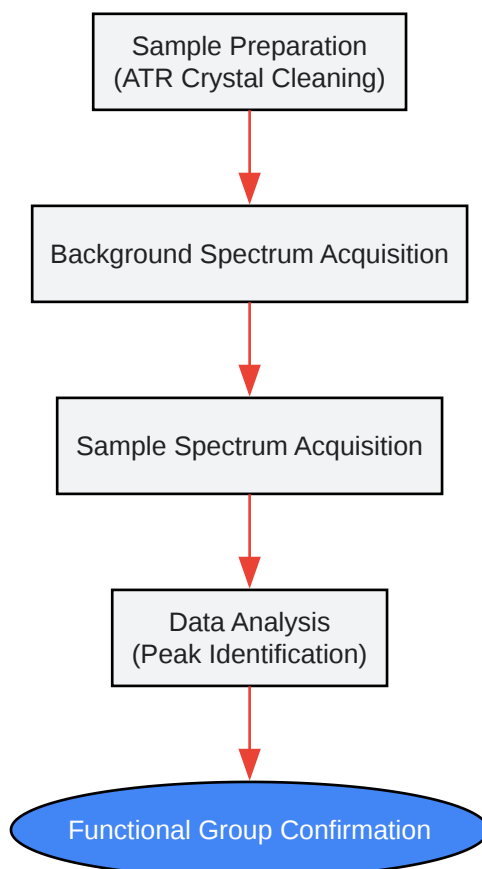 Sample Preparation
(ATR Crystal Cleaning)
Background Spectrum Acquisition
Sample Spectrum Acquisition
Data Analysis
(Peak Identification)
Functional Group Confirmation